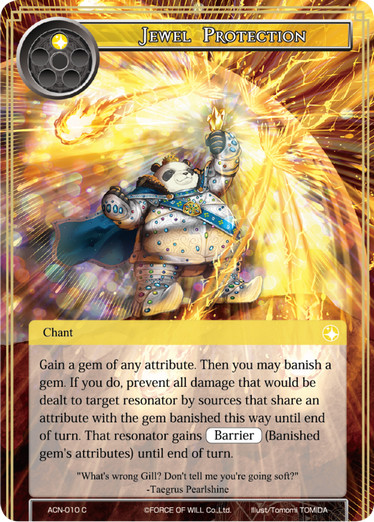 Jewel Protection
Chant
Gain a gem of any attribute. Then you may banish a
gem. If you do, prevent all damage that would be
dealt to target resonator by sources that share an
attribute with the gem banished this way until end
of turn. That resonator gains Barrier (Banished
gem's attributes) until end of turn.
"What's wrong Gill? Don't tell me you're going soft?"
-Taegrus Pearlshine
ACN-010 C ©FORCE OF WILL Co.,Ltd. Illust/Tomomi TOMIDA